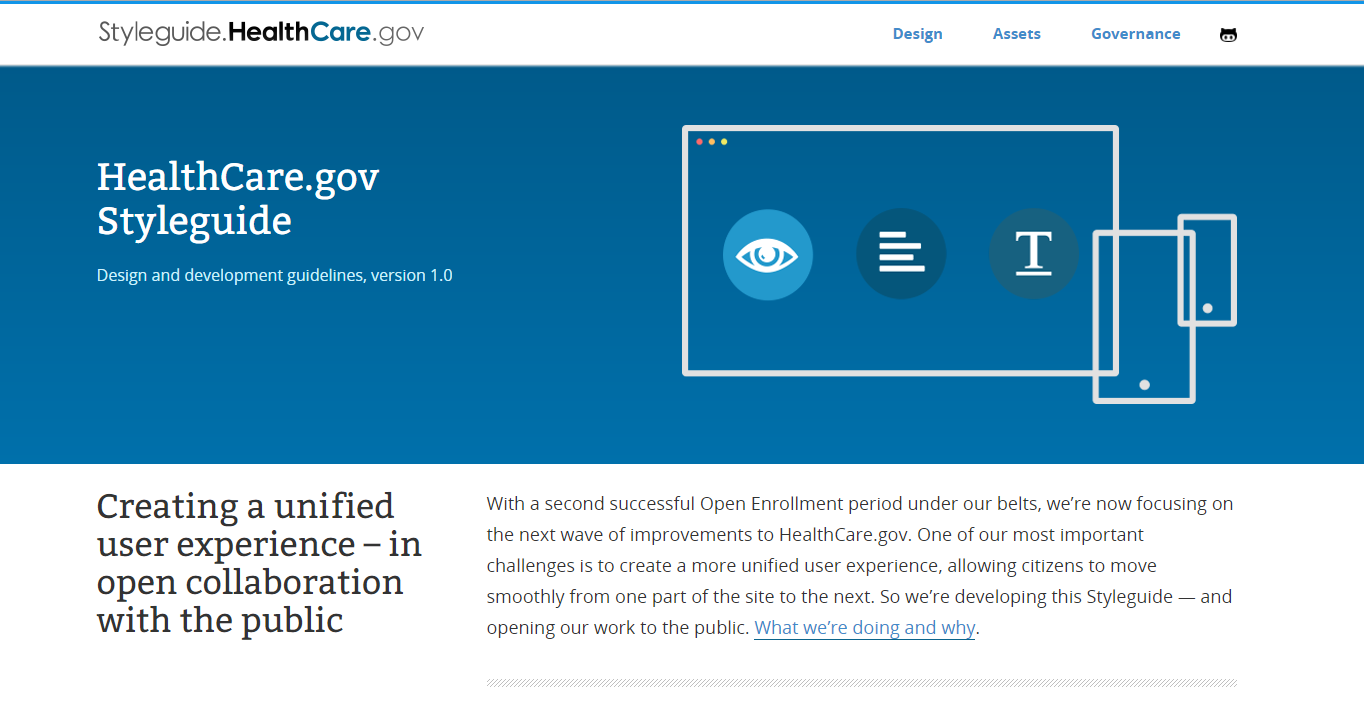 Styleguide.HealthCare.gov
Design Assets Governance
HealthCare.gov
Styleguide
Design and development guidelines, version 1.0
T
Creating a unified
user experience – in
open collaboration
with the public
With a second successful Open Enrollment period under our belts, we’re now focusing on
the next wave of improvements to HealthCare.gov. One of our most important
challenges is to create a more unified user experience, allowing citizens to move
smoothly from one part of the site to the next. So we’re developing this Styleguide — and
opening our work to the public. What we’re doing and why.